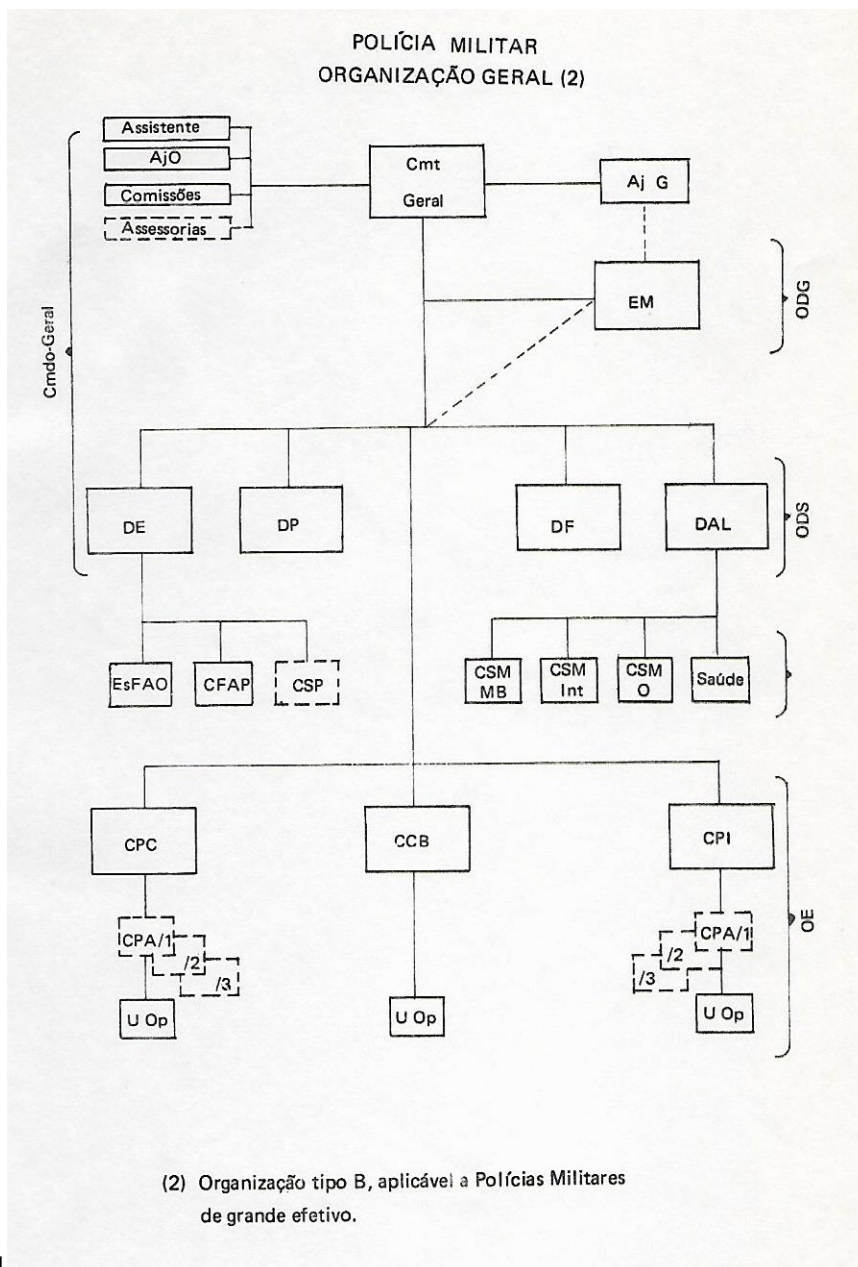 POLÍCIA MILITAR
ORGANIZAÇÃO GERAL (2)
Assistente
AjO
Comissões
Assessorias
Cmt
Geral
Aj G
EM
ODG
Cmdo-Geral
DE
DP
DF
DAL
ODS
EsFAO
CFAP
CSP
CSM
MB
CSM
Int
CSM
O
Saúde
CPC
CCB
CPI
OE
CPA/1
/2
/3
U Op
U Op
CPA/1
/2
/3
U Op
(2) Organização tipo B, aplicável a Polícias Militares
de grande efetivo.